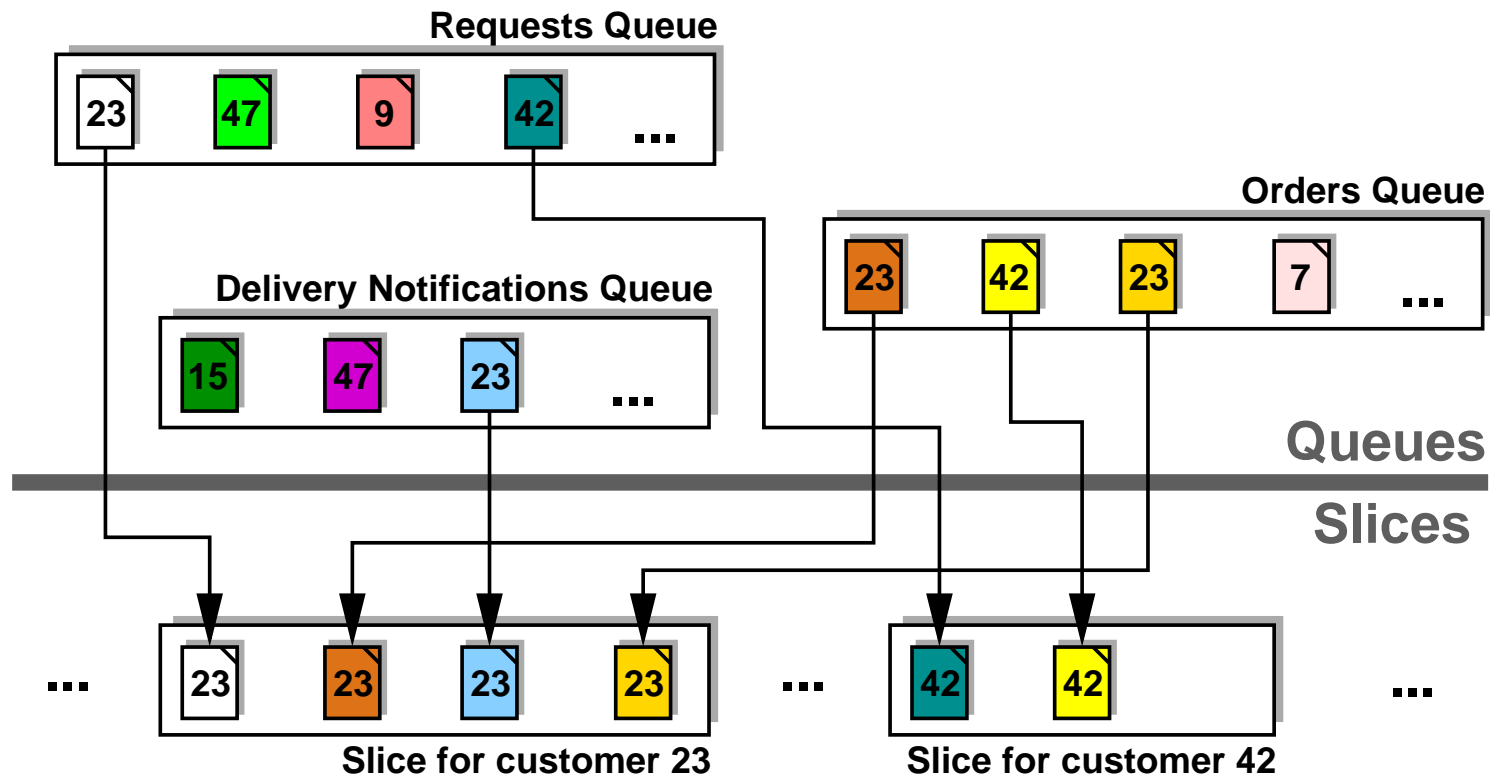 Requests Queue
23 47 9 42 ...
Orders Queue
23 42 23 7 ...
Delivery Notifications Queue
15 47 23 ...
Queues
Slices
... 23 23 23 23 ... 42 42 ...
Slice for customer 23
Slice for customer 42